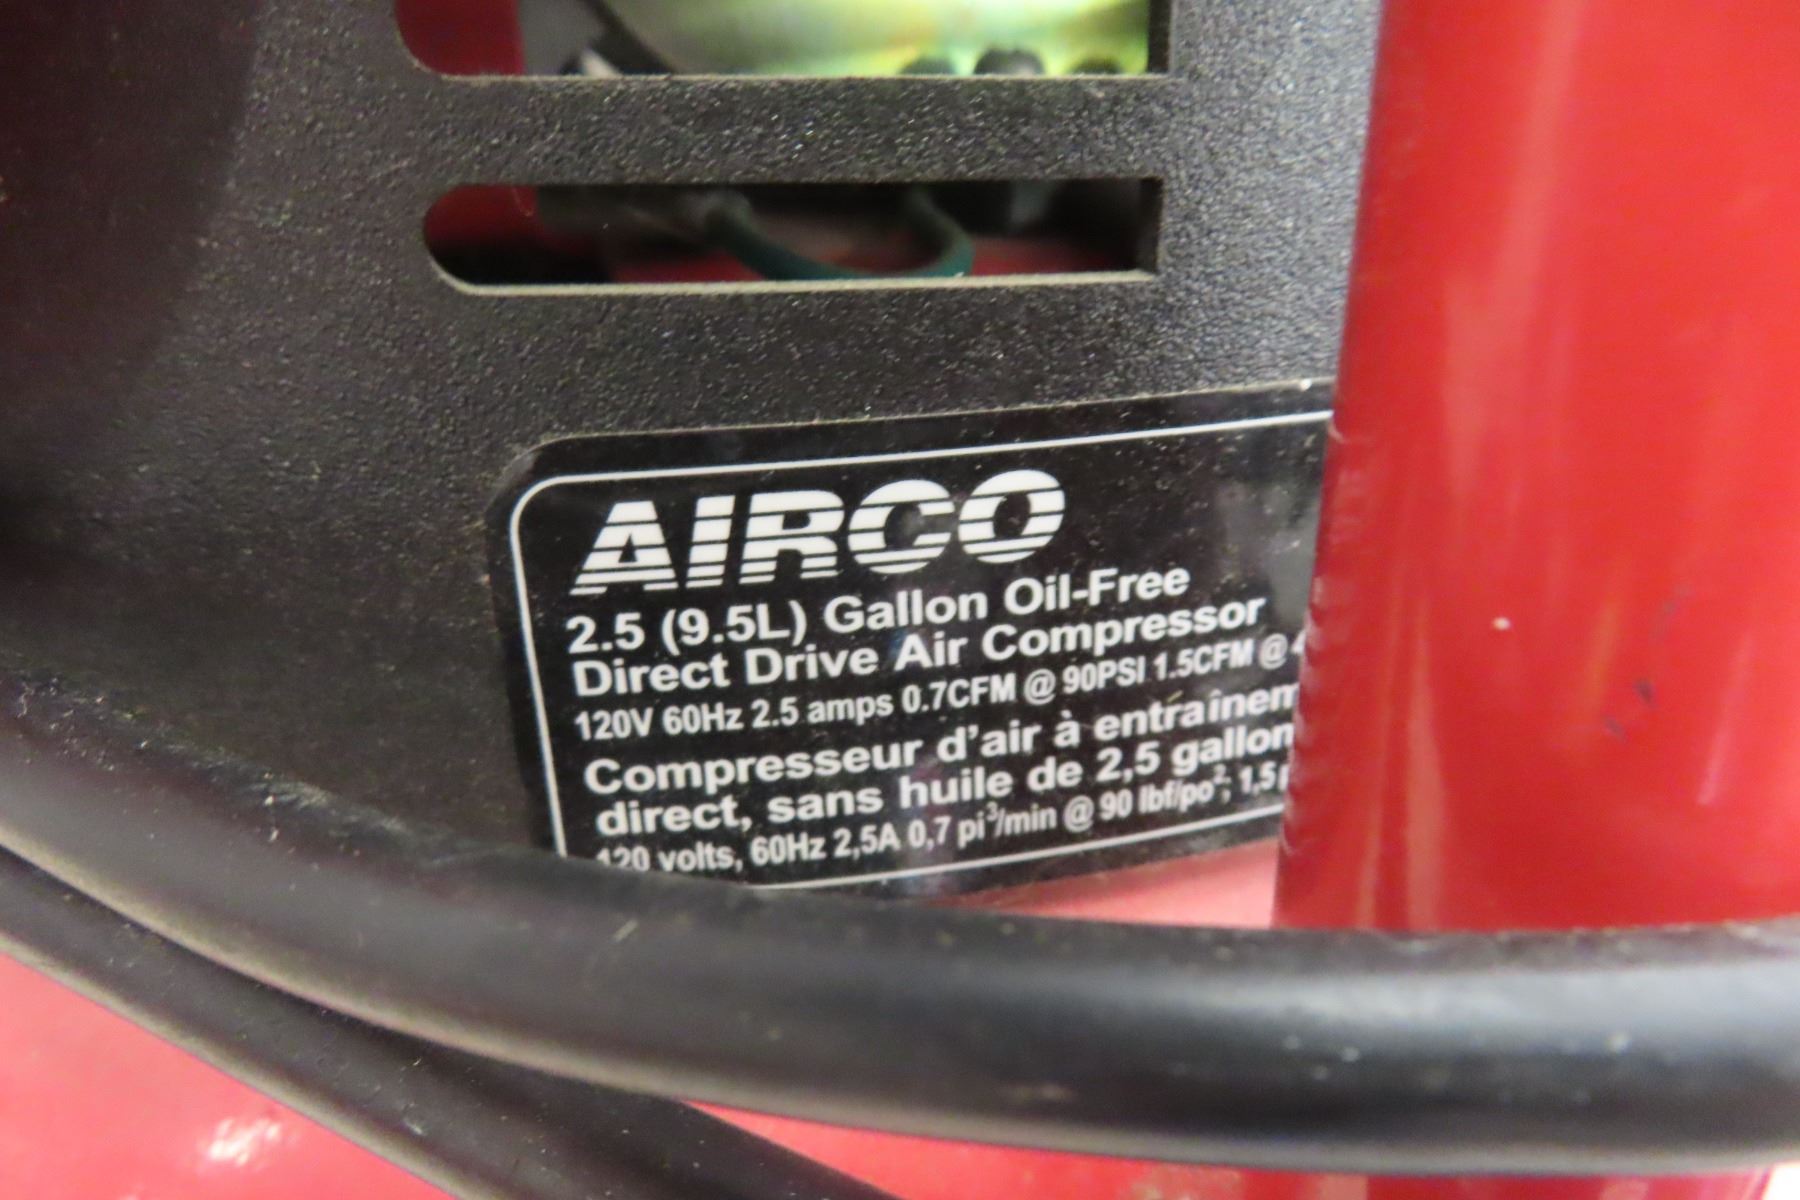 AIRCO
2.5 (9.5L) Gallon Oil-Free
Direct Drive Air Compressor
120V 60Hz 2.5 amps 0.7CFM @ 90PSI 1.5CFM @
Compresseur d'air à entraînem
direct, sans huile de 2,5 gallon
120 volts, 60Hz 2,5A 0,7 pi³/min @ 90 lbf/po²; 1,5